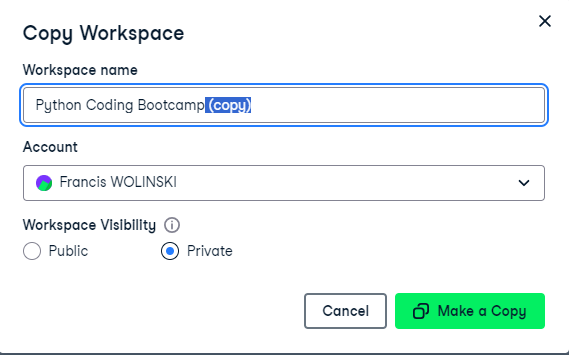 Copy Workspace
Workspace name
Python Coding Bootcamp (copy)
Account
Francis WOLINSKI
Workspace Visibility
Public Private
Cancel Make a Copy